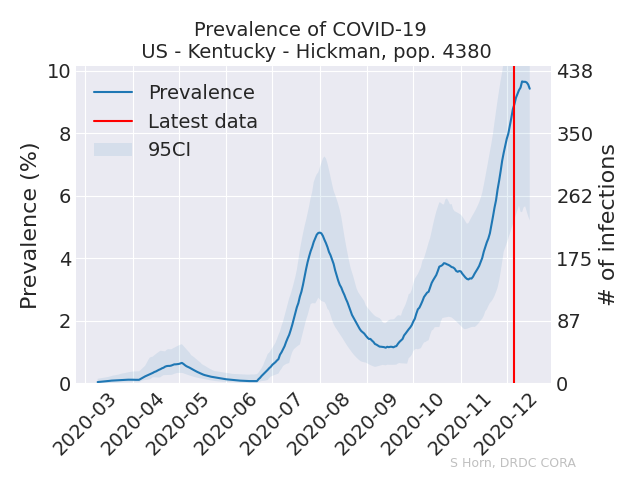 Prevalence of COVID-19
US - Kentucky - Hickman, pop. 4380
Prevalence (%)
10
8
6
4
2
0
Prevalence
Latest data
95CI
438
350
262
175
87
0
# of infections
2020-03
2020-04
2020-05
2020-06
2020-07
2020-08
2020-09
2020-10
2020-11
2020-12
S Horn, DRDC CORA